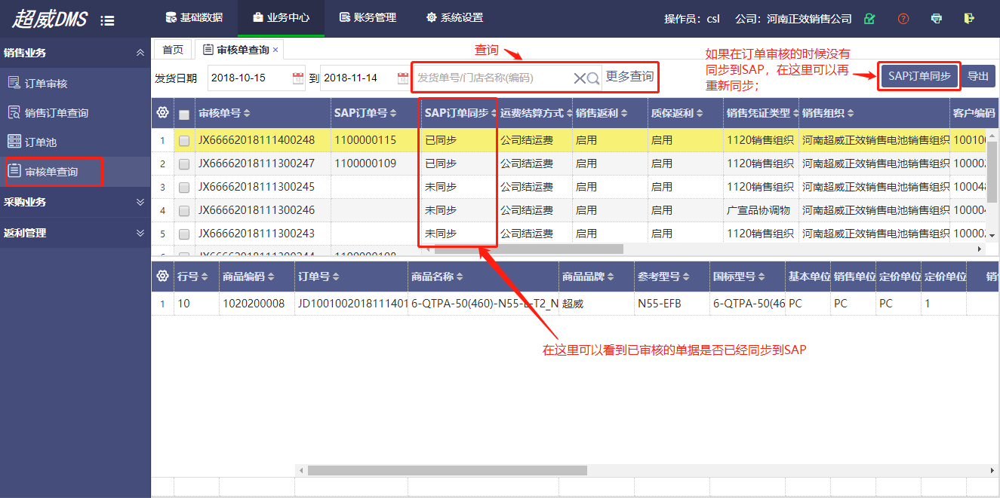 超威DMS 基础数据 业务中心 账务管理 系统设置 操作员：csl 公司：河南正效销售公司
销售业务
订单审核
销售订单查询
订单池
审核单查询
采购业务
返利管理
首页 审核单查询 ×
查询
如果在订单审核的时候没有
同步到SAP，在这里可以再
重新同步；
发货日期 2018-10-15 到 2018-11-14 发货单号/门店名称(编码) 更多查询 SAP订单同步 导出
审核单号 SAP订单号 SAP订单同步 运费结算方式 销售返利 质保返利 销售凭证类型 销售组织 客户编码
1 JX66662018111400248 1100000115 已同步 公司结运费 启用 启用 1120销售组织 河南超威正效销售电池销售组织
2 JX66662018111300247 1100000109 已同步 公司结运费 启用 启用 1120销售组织 河南超威正效销售电池销售组织
3 JX66662018111300245 未同步 公司结运费 启用 启用 1120销售组织 河南超威正效销售电池销售组织
4 JX66662018111300246 未同步 公司结运费 启用 启用 广宣品协调物 河南超威正效销售电池销售组织
5 JX66662018111300243 未同步 公司结运费 启用 启用 1120销售组织 河南超威正效销售电池销售组织
行号 商品编码 订单号 商品名称 商品品牌 参考型号 国标型号 基本单位 销售单位 定价单位 定价单位 销
1 10 1020200008 JD1001002018111401 6-QTPA-50(460)-N55-L-T2_N 超威 N55-EFB 6-QTPA-50(46 PC PC PC 1
在这里可以看到已审核的单据是否已经同步到SAP